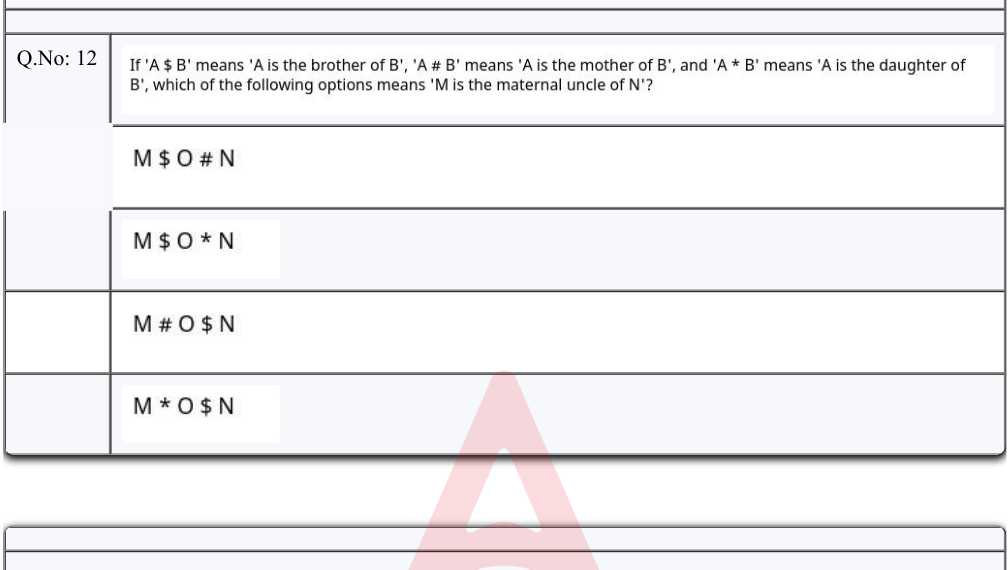 Q.No: 12
If 'A $ B' means 'A is the brother of B', 'A # B' means 'A is the mother of B', and 'A * B' means 'A is the daughter of
B', which of the following options means 'M is the maternal uncle of N'?
M $ O # N
M $ O * N
M # O $ N
M * O $ N